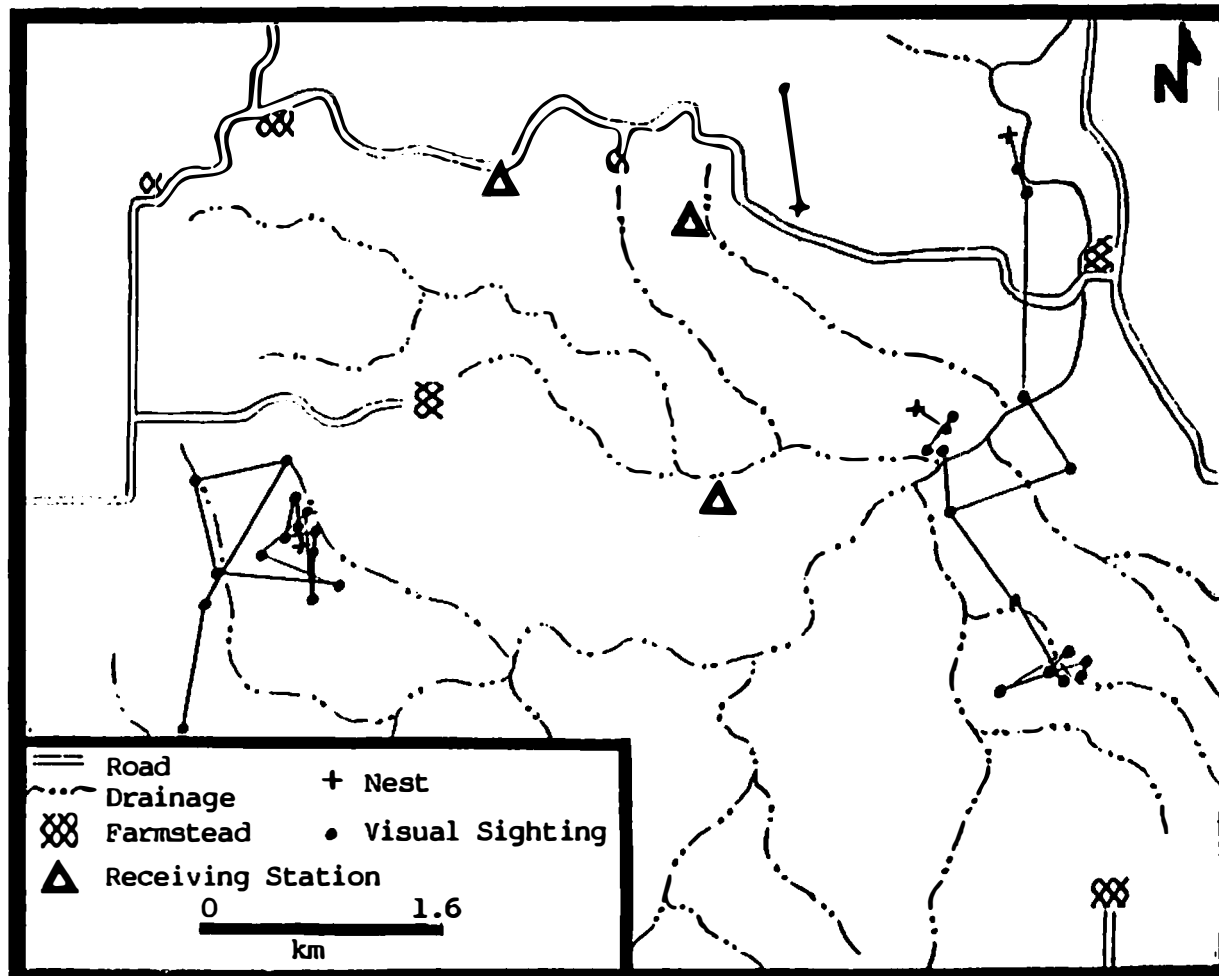 N
Road
Drainage
+ Nest
Farmstead
Visual Sighting
Receiving Station
0 1.6
km